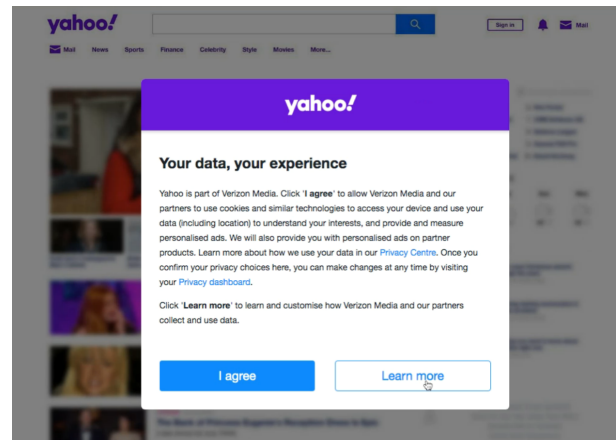 yahoo!
Sign in
Mail
Mail News Sports Finance Celebrity Style Movies More...
yahoo!
Your data, your experience
Yahoo is part of Verizon Media. Click 'I agree' to allow Verizon Media and our
partners to use cookies and similar technologies to access your device and use your
data (including location) to understand your interests, and provide and measure
personalised ads. We will also provide you with personalised ads on partner
products. Learn more about how we use your data in our Privacy Centre. Once you
confirm your privacy choices here, you can make changes at any time by visiting
your Privacy dashboard.
Click 'Learn more' to learn and customise how Verizon Media and our partners
collect and use data.
I agree
Learn more